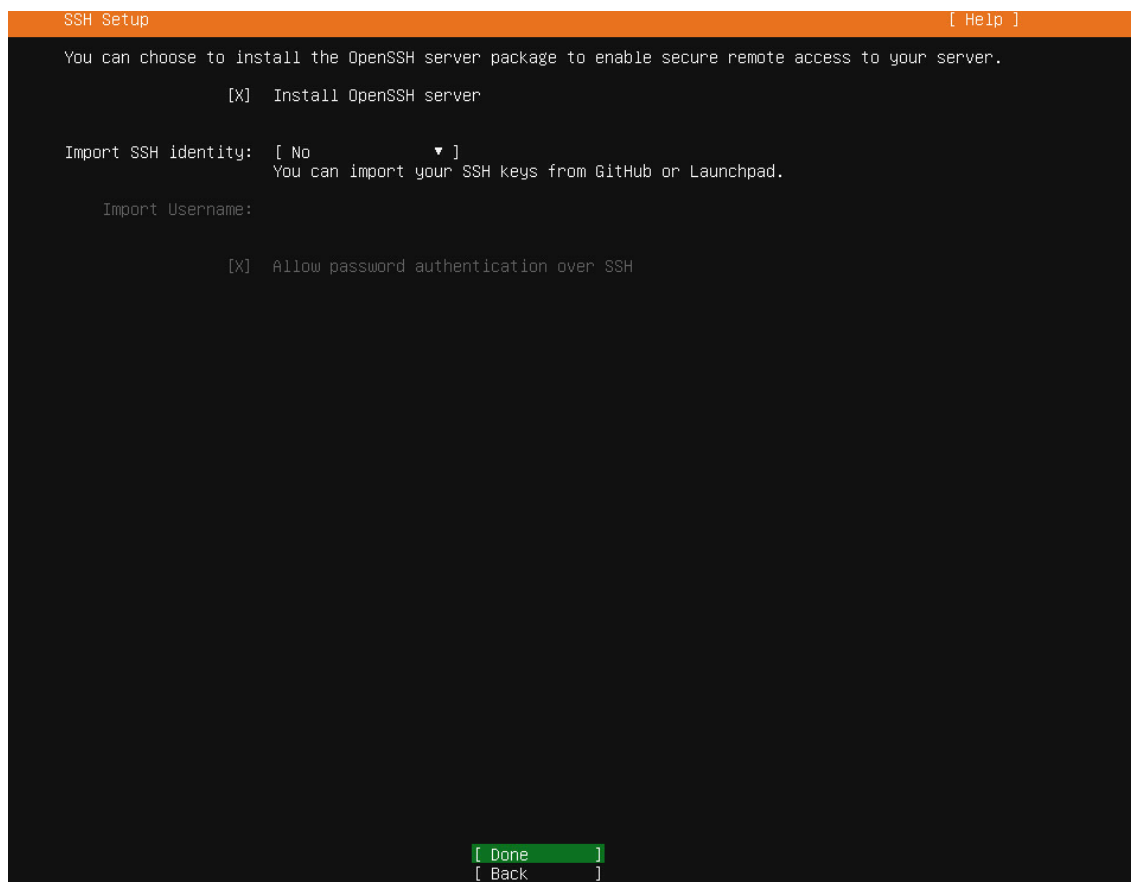 SSH Setup [ Help ]
You can choose to install the OpenSSH server package to enable secure remote access to your server.
[X] Install OpenSSH server
Import SSH identity: [ No ▼ ]
You can import your SSH keys from GitHub or Launchpad.
Import Username:
[X] Allow password authentication over SSH
[ Done ]
[ Back ]